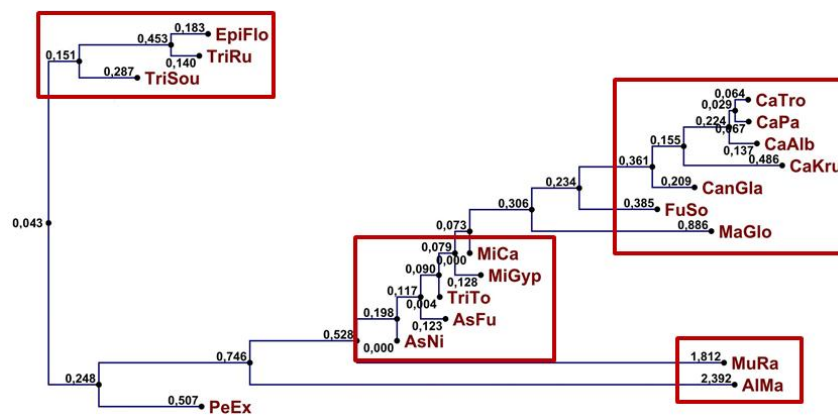 0,183 EpiFlo
0,453
0,151
0,140 TriRu
0,287 TriSou
0,064 CaTro
0,029
0,224
0,067 CaPa
0,155
0,137 CaAlb
0,361
0,486 CaKru
0,234
0,209 CanGla
0,306
0,385 FuSo
0,043
0,073
0,886 MaGlo
0,079
0,000 MiCa
0,090
0,128 MiGyp
0,117
0,004 TriTo
0,198
0,123 AsFu
0,528
0,000 AsNi
0,746
1,812 MuRa
0,248
2,392 AlMa
0,507 PeEx